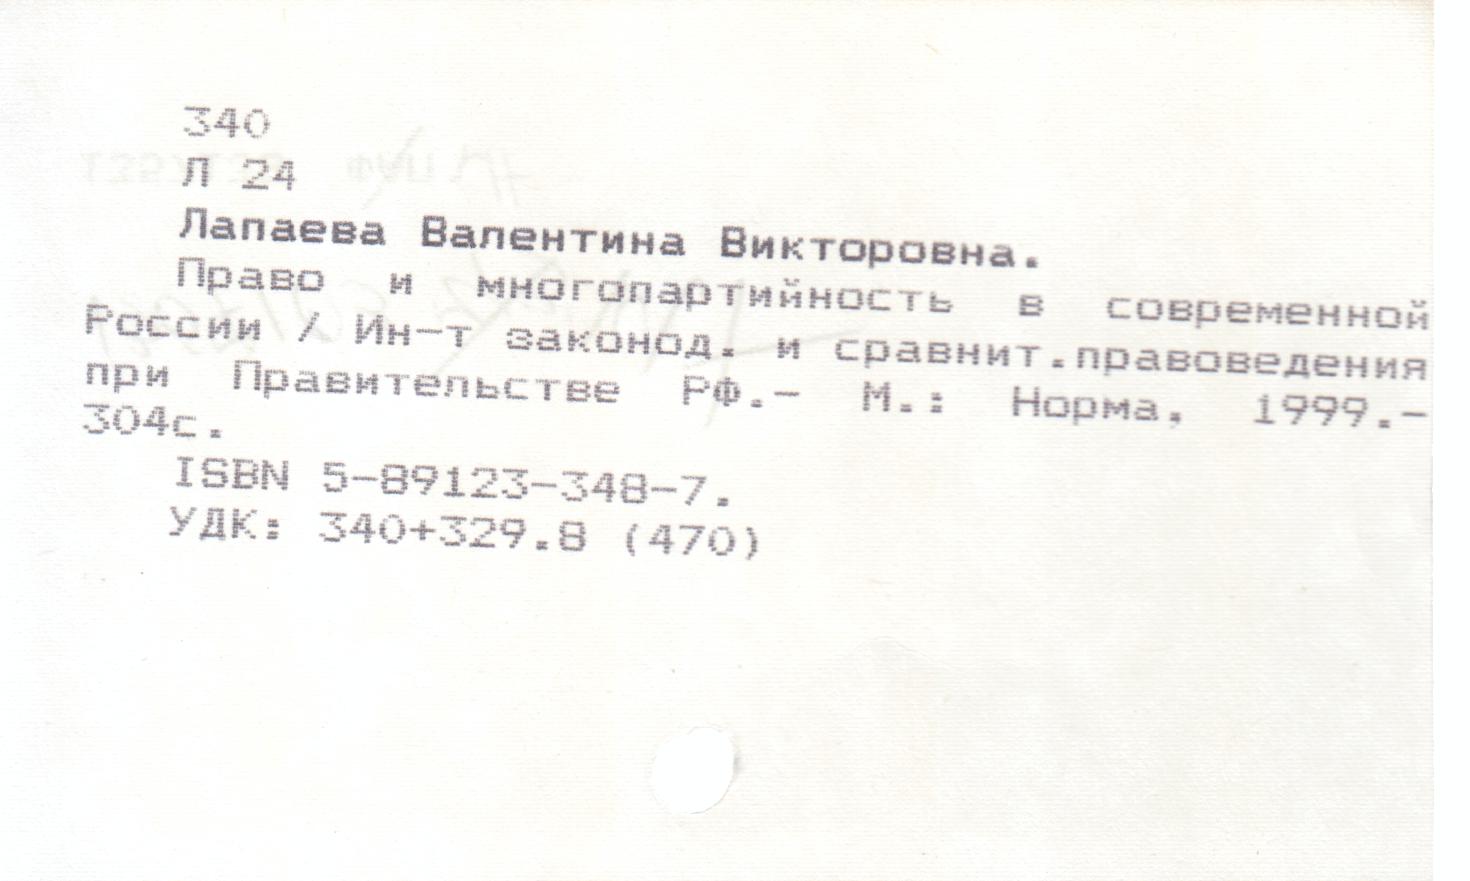 340
Л 24
Лапаева Валентина Викторовна.
Право и многопартийность в современной
России / Ин-т законод. и сравнит.правоведения
при Правительстве РФ.- М.: Норма, 1999.-
304с.
ISBN 5-89123-348-7.
УДК: 340+329.8 (470)